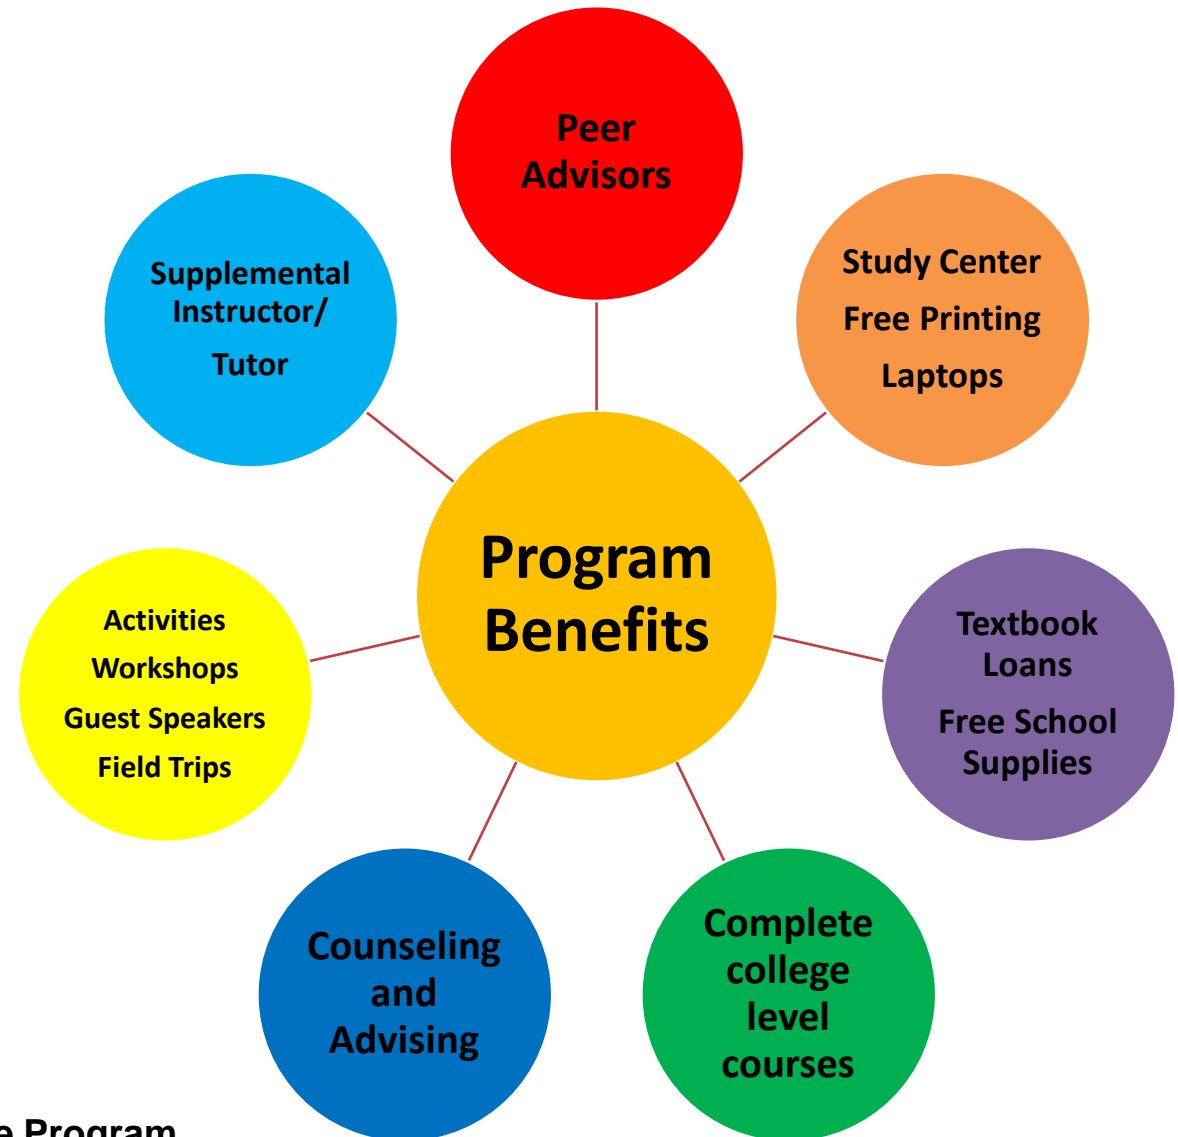 Peer
Advisors
Study Center
Free Printing
Laptops
Textbook
Loans
Free School
Supplies
Complete
college
level
courses
Counseling
and
Advising
Activities
Workshops
Guest Speakers
Field Trips
Supplemental
Instructor/
Tutor
Program
Benefits
Program